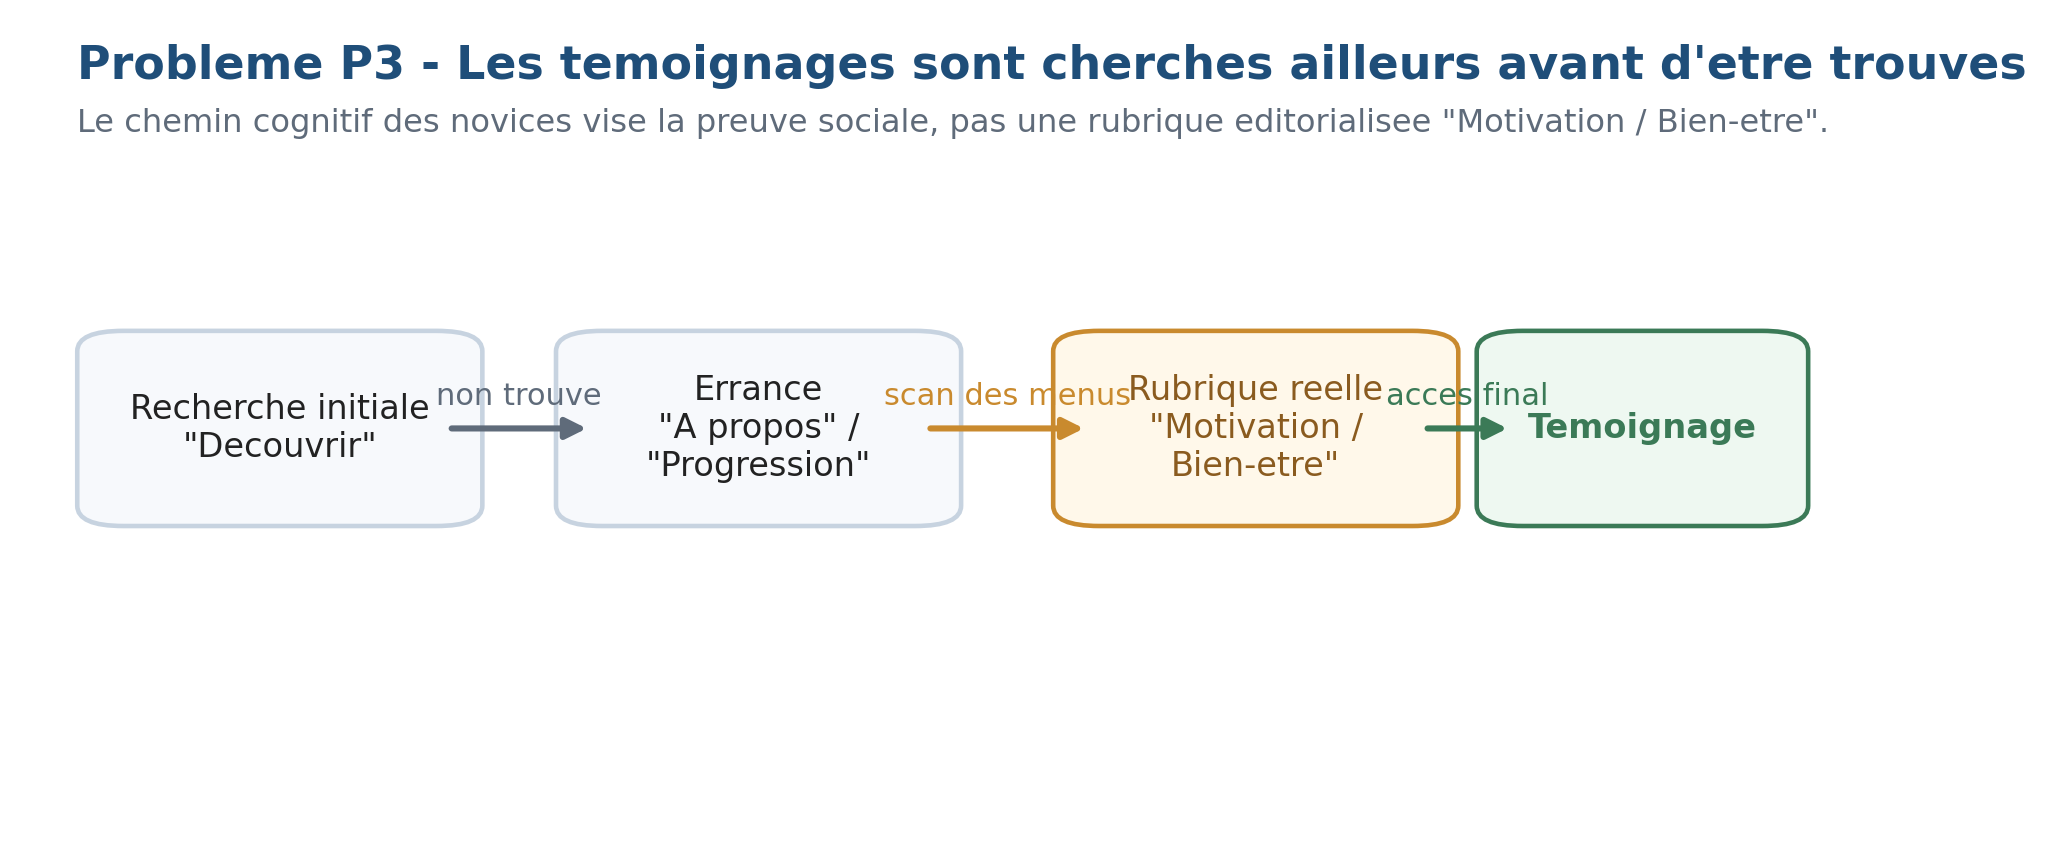 Probleme P3 - Les temoignages sont cherches ailleurs avant d'etre trouves
Le chemin cognitif des novices vise la preuve sociale, pas une rubrique editorialisee "Motivation / Bien-etre".
Recherche initiale
"Decouvrir"
non trouve
Errance
"A propos" /
"Progression"
scan des menus
Rubrique reelle
"Motivation /
Bien-etre"
acces final
Temoignage